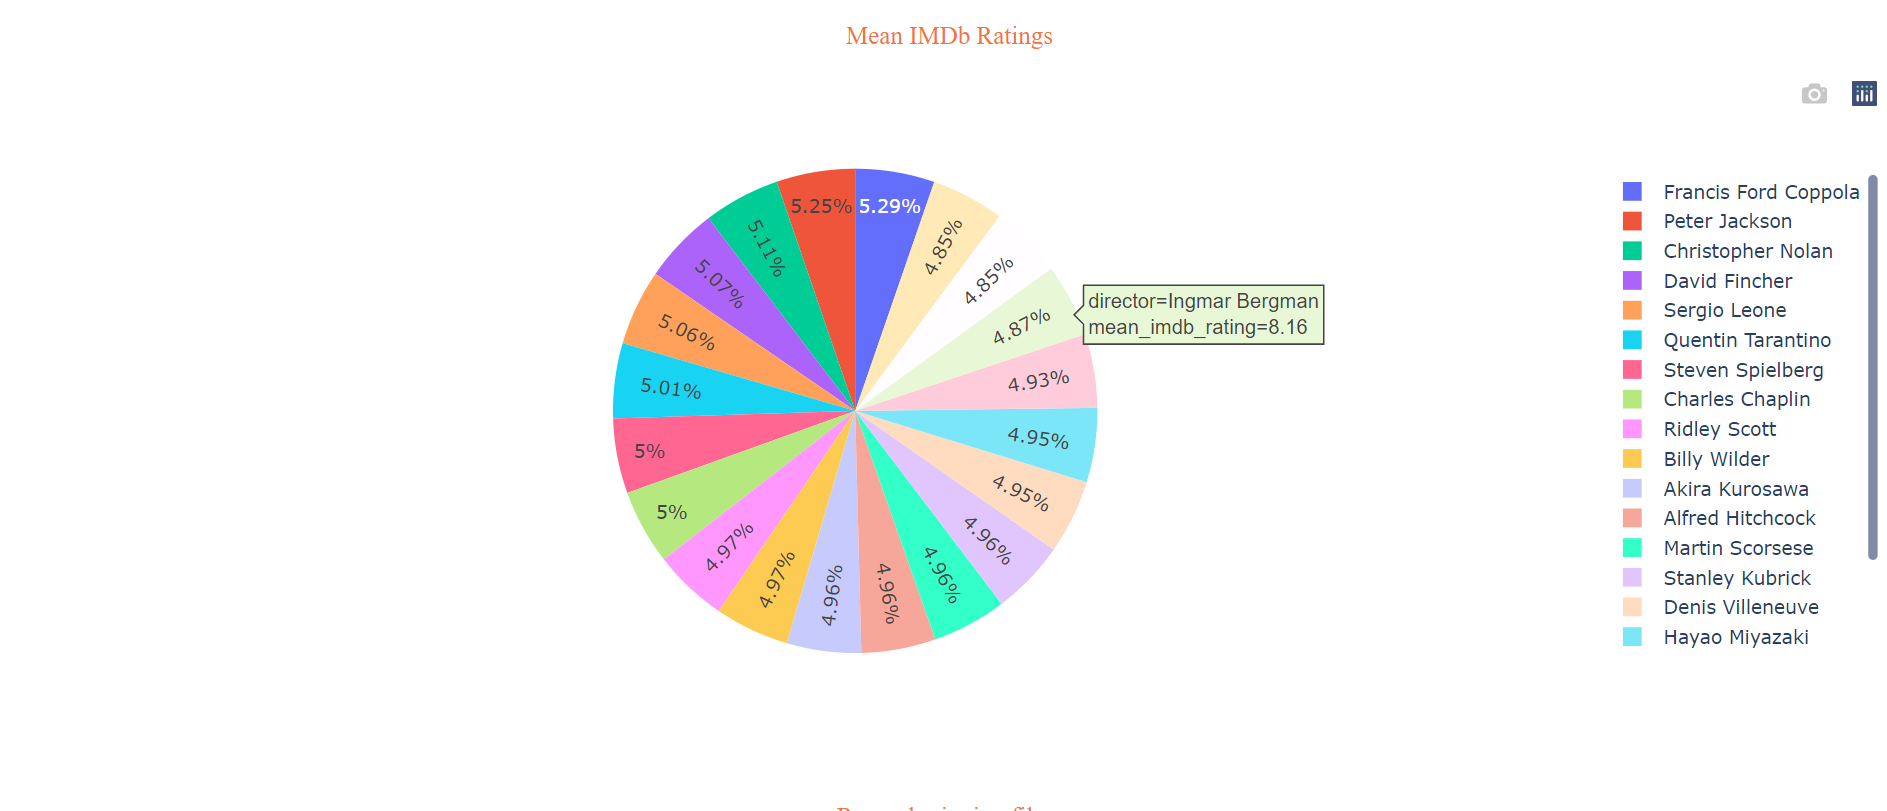 Mean IMDb Ratings
5.25%
5.29%
4.85%
4.85%
4.87%
4.93%
4.95%
4.95%
4.96%
4.96%
4.96%
4.96%
4.97%
4.97%
5%
5%
5.01%
5.06%
5.07%
5.11%
director=Ingmar Bergman
mean_imdb_rating=8.16
Francis Ford Coppola
Peter Jackson
Christopher Nolan
David Fincher
Sergio Leone
Quentin Tarantino
Steven Spielberg
Charles Chaplin
Ridley Scott
Billy Wilder
Akira Kurosawa
Alfred Hitchcock
Martin Scorsese
Stanley Kubrick
Denis Villeneuve
Hayao Miyazaki